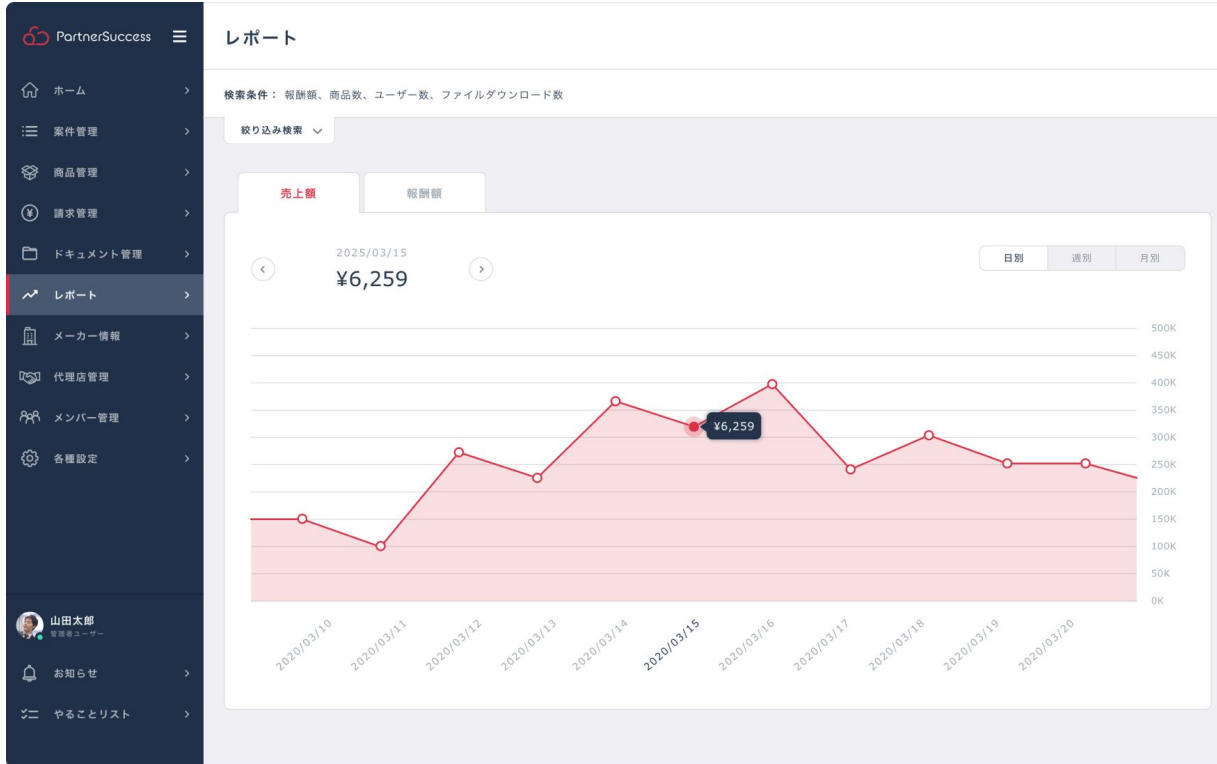 PartnerSuccess
ホーム
案件管理
商品管理
請求管理
ドキュメント管理
レポート
メーカー情報
代理店管理
メンバー管理
各種設定
山田太郎
管理者ユーザー
お知らせ
やることリスト
レポート
検索条件： 報酬額、商品数、ユーザー数、ファイルダウンロード数
絞り込み検索
売上額 報酬額
2025/03/15
¥6,259
日別 週別 月別
500K
450K
400K
350K
300K
250K
200K
150K
100K
50K
0K
¥6,259
2020/03/10 2020/03/11 2020/03/12 2020/03/13 2020/03/14 2020/03/15 2020/03/16 2020/03/17 2020/03/18 2020/03/19 2020/03/20